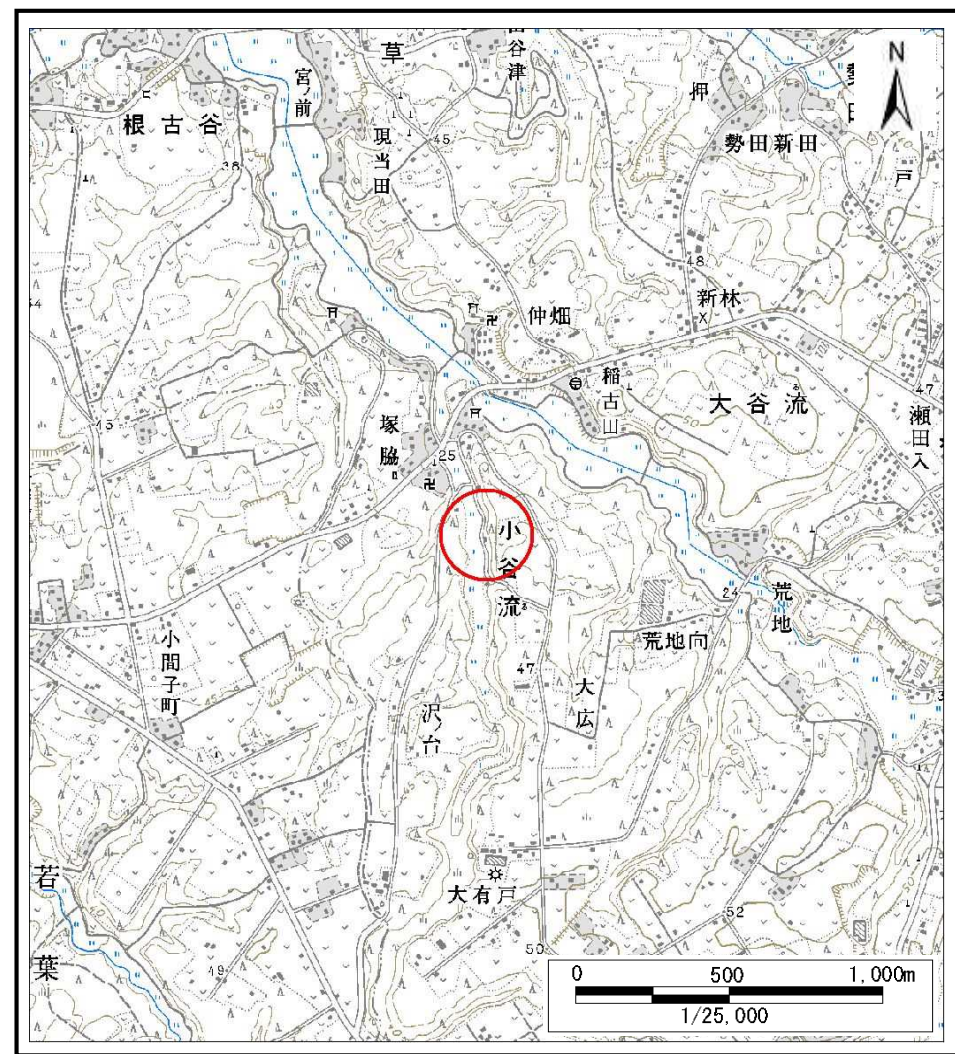 草
宮ノ前
根古谷
現当田
38
45
押
勢田新田
戸
N
48
新林
仲畑
稲古山
大谷流
47
瀬田入
45
塚脇
25
小谷流
24
荒地
荒地向
小間子町
47
大広
沢ノ台
大有戸
52
50
49
若
葉
0 500 1,000m
1/25,000